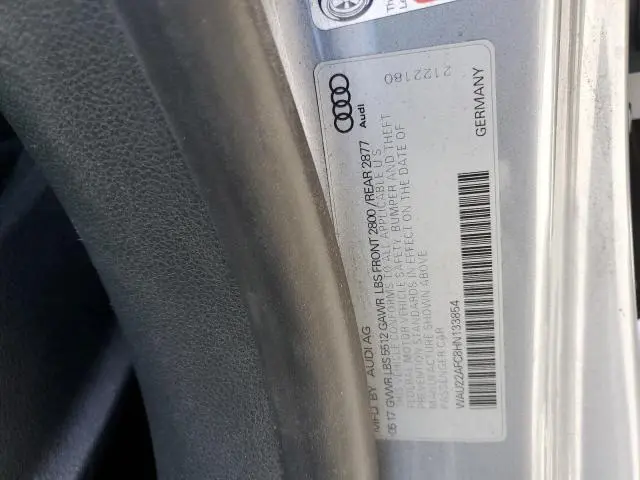 Th
Le
Audi
2122180
MFD BY AUDI AG
05 17 GVWR LBS 5512 GAWR LBS FRONT 2800 / REAR 2877
THIS VEHICLE CONFORMS TO ALL APPLICABLE U.S.
FEDERAL MOTOR VEHICLE SAFETY, BUMPER AND THEFT
PREVENTION STANDARDS IN EFFECT ON THE DATE OF
MANUFACTURE SHOWN ABOVE
PASSENGER CAR
WAU22AFC8HN133854
GERMANY